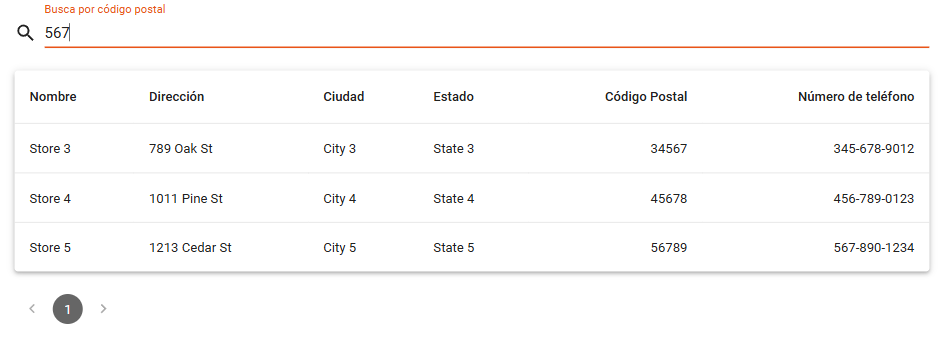 Busca por código postal
567
Nombre Dirección Ciudad Estado Código Postal Número de teléfono
Store 3 789 Oak St City 3 State 3 34567 345-678-9012
Store 4 1011 Pine St City 4 State 4 45678 456-789-0123
Store 5 1213 Cedar St City 5 State 5 56789 567-890-1234
1